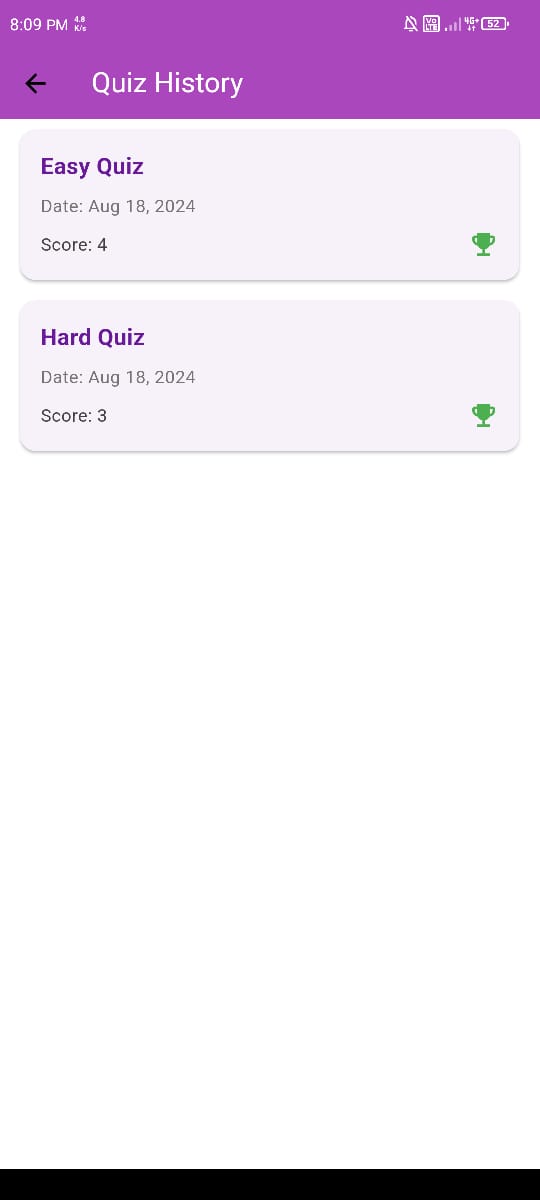 8:09 PM 4.8 K/s Vo LTE 4G+ 52
Quiz History
Easy Quiz
Date: Aug 18, 2024
Score: 4
Hard Quiz
Date: Aug 18, 2024
Score: 3